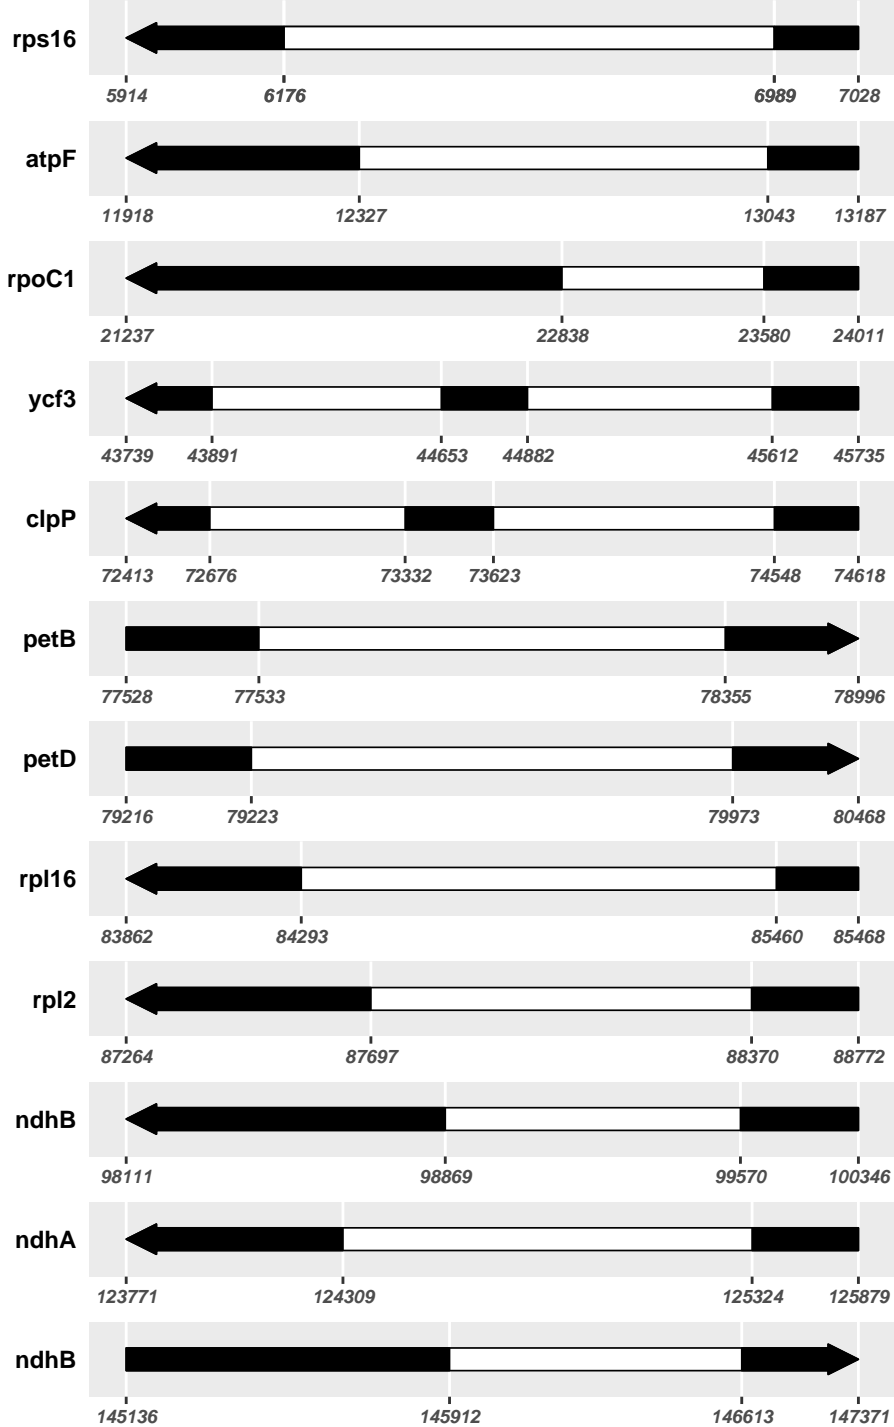 rps16
5914 6176 6989 7028
atpF
11918 12327 13043 13187
rpoC1
21237 22838 23580 24011
ycf3
43739 43891 44653 44882 45612 45735
clpP
72413 72676 73332 73623 74548 74618
petB
77528 77533 78355 78996
petD
79216 79223 79973 80468
rpl16
83862 84293 85460 85468
rpl2
87264 87697 88370 88772
ndhB
98111 98869 99570 100346
ndhA
123771 124309 125324 125879
ndhB
145136 145912 146613 147371